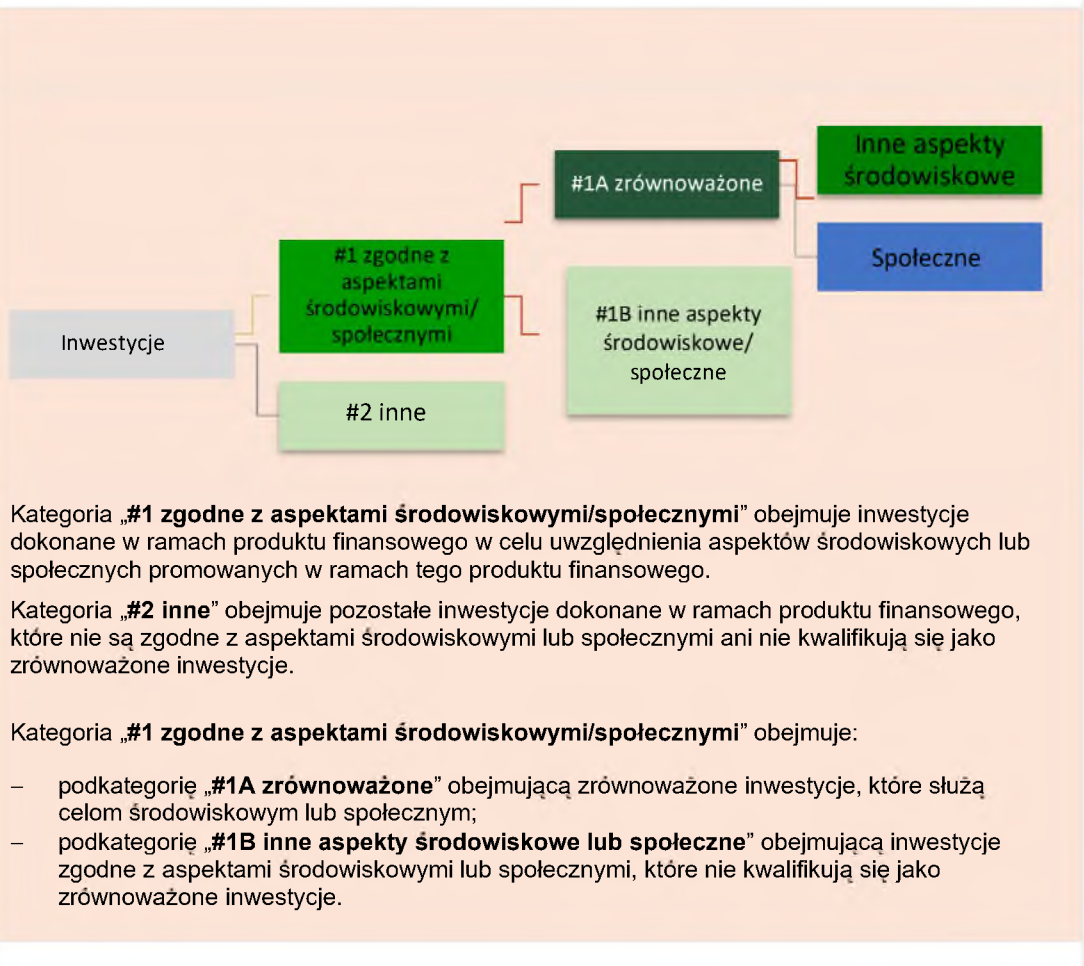 Inne aspekty
środowiskowe
#1A zrównoważone
Społeczne
#1 zgodne z
aspektami
środowiskowymi/
społecznymi
#1B inne aspekty
środowiskowe/
społeczne
Inwestycje
#2 inne
Kategoria „#1 zgodne z aspektami środowiskowymi/społecznymi” obejmuje inwestycje
dokonane w ramach produktu finansowego w celu uwzględnienia aspektów środowiskowych lub
społecznych promowanych w ramach tego produktu finansowego.
Kategoria „#2 inne” obejmuje pozostałe inwestycje dokonane w ramach produktu finansowego,
które nie są zgodne z aspektami środowiskowymi lub społecznymi ani nie kwalifikują się jako
zrównoważone inwestycje.
Kategoria „#1 zgodne z aspektami środowiskowymi/społecznymi” obejmuje:
– podkategorię „#1A zrównoważone” obejmującą zrównoważone inwestycje, które służą
celom środowiskowym lub społecznym;
– podkategorię „#1B inne aspekty środowiskowe lub społeczne” obejmującą inwestycje
zgodne z aspektami środowiskowymi lub społecznymi, które nie kwalifikują się jako
zrównoważone inwestycje.